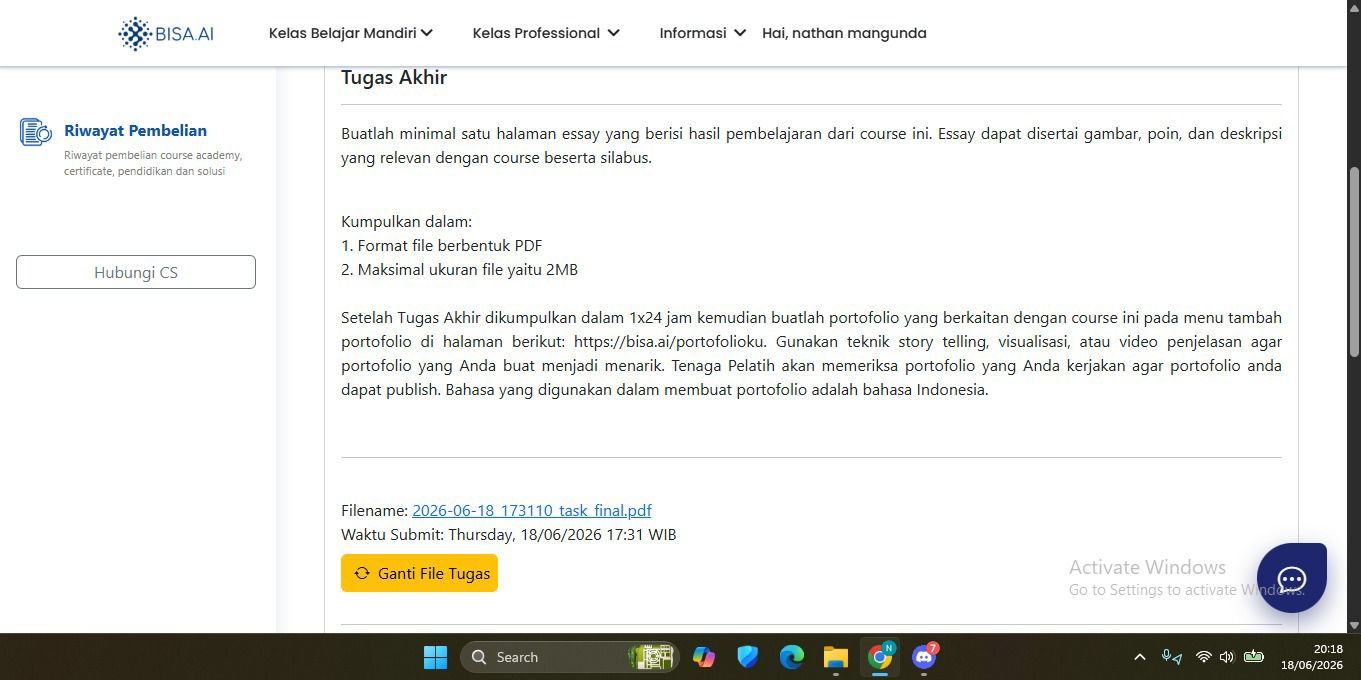 BISA.AI
Kelas Belajar Mandiri
Kelas Professional
Informasi
Hai, nathan mangunda
Riwayat Pembelian
Riwayat pembelian course academy,
certificate, pendidikan dan solusi
Hubungi CS
Tugas Akhir
Buatlah minimal satu halaman essay yang berisi hasil pembelajaran dari course ini. Essay dapat disertai gambar, poin, dan deskripsi
yang relevan dengan course beserta silabus.
Kumpulkan dalam:
1. Format file berbentuk PDF
2. Maksimal ukuran file yaitu 2MB
Setelah Tugas Akhir dikumpulkan dalam 1x24 jam kemudian buatlah portofolio yang berkaitan dengan course ini pada menu tambah
portofolio di halaman berikut: https://bisa.ai/portofolioku. Gunakan teknik story telling, visualisasi, atau video penjelasan agar
portofolio yang Anda buat menjadi menarik. Tenaga Pelatih akan memeriksa portofolio yang Anda kerjakan agar portofolio anda
dapat publish. Bahasa yang digunakan dalam membuat portofolio adalah bahasa Indonesia.
Filename: 2026-06-18_173110_task_final.pdf
Waktu Submit: Thursday, 18/06/2026 17:31 WIB
Ganti File Tugas
Activate Windows
Go to Settings to activate Windows.
Search
N
7
20:18
18/06/2026